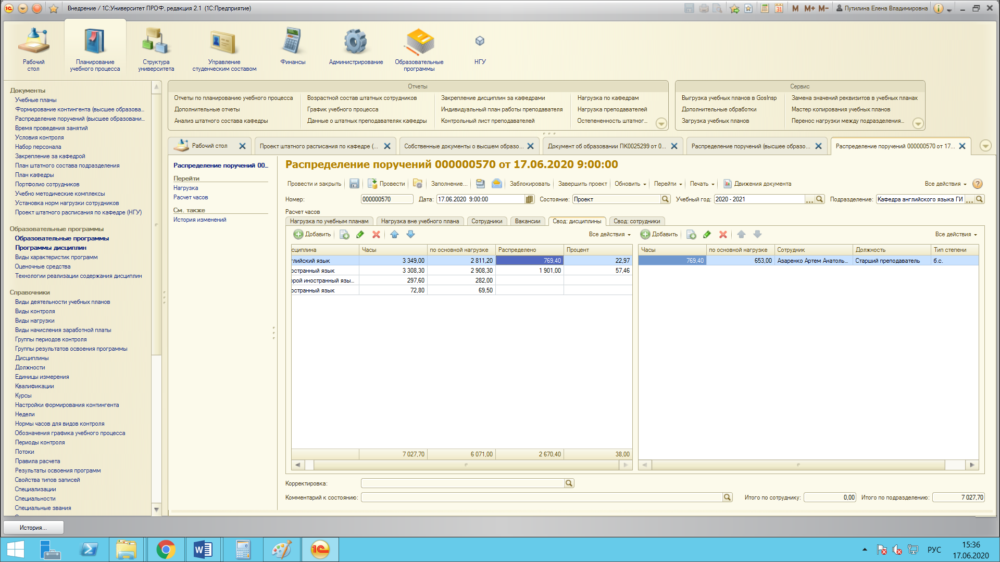 Внедрение / 1С:Университет ПРОФ, редакция 2.1 (1С:Предприятие)
M M+ M- Путилина Елена Владимировна
Рабочий стол
Планирование учебного процесса
Структура университета
Управление студенческим составом
Финансы
Администрирование
Образовательные программы
НГУ
Документы
Учебные планы
Формирование контингента (высшее образова...
Распределение поручений (высшее образовани...
Время проведения занятий
Условия контроля
Набор персонала
Закрепление за кафедрой
План штатного состава подразделения
План кафедры
Портфолио сотрудников
Учебно методические комплексы
Установка норм нагрузки сотрудников
Проект штатного расписания по кафедре (НГУ)
Образовательные программы
Образовательные программы
Программы дисциплин
Виды характеристик программ
Оценочные средства
Технологии реализации содержания дисциплин
Справочники
Виды деятельности учебных планов
Виды контроля
Виды нагрузки
Виды начисления заработной платы
Группы периодов контроля
Группы результатов освоения программы
Дисциплины
Должности
Единицы измерения
Квалификации
Курсы
Настройки формирования контингента
Недели
Нормы часов для видов контроля
Обозначения графика учебного процесса
Периоды контроля
Потоки
Правила расчета
Результаты освоения программ
Свойства типов записей
Специализации
Специальности
Специальные звания
История...
Отчеты
Отчеты по планированию учебного процесса
Дополнительные отчеты
Анализ штатного состава кафедры
Возрастной состав штатных сотрудников
График учебного процесса
Данные о штатных преподавателях кафедры
Закрепление дисциплин за кафедрами
Индивидуальный план работы преподавателя
Контрольный лист преподавателей
Нагрузка по кафедрам
Нагрузка преподавателей
Остепененность штатног...
Сервис
Выгрузка учебных планов в GosInsp
Дополнительные обработки
Загрузка учебных планов
Замена значений реквизитов в учебных планах
Мастер копирования учебных планов
Перенос нагрузки между подразделения...
Рабочий стол
Проект штатного расписания по кафедре (...
Собственные документы о высшем образо...
Документ об образовании ПК0025299 от 0...
Распределение поручений (высшее образо...
Распределение поручений 000000570 от 17...
Распределение поручений 00...
Перейти
Нагрузка
Расчет часов
См. также
История изменений
Распределение поручений 000000570 от 17.06.2020 9:00:00
Провести и закрыть Провести Заполнение... Заблокировать Завершить проект Обновить Перейти Печать Движения документа Все действия
Номер: 000000570 Дата: 17.06.2020 9:00:00 Состояние: Проект Учебный год: 2020 - 2021 Подразделение: Кафедра английского языка ГИ
Расчет часов
Нагрузка по учебным планам Нагрузка вне учебного плана Сотрудники Вакансии Свод: дисциплины Свод: сотрудники
Добавить Все действия
сциплина Часы по основной нагрузке Распределено Процент
глийский язык 3 349,00 2 811,20 769,40 22,97
остранный язык 3 308,30 2 908,30 1 901,00 57,46
орой иностранный язы... 297,60 282,00
остранный язык 72,80 69,50
7 027,70 6 071,00 2 670,40 38,00
Добавить Все действия
Часы по основной нагрузке Сотрудник Должность Тип степени
769,40 653,00 Азаренко Артем Анатоль... Старший преподаватель б.с.
Корректировка:
Комментарий к состоянию: Итого по сотруднику: 0,00 Итого по подразделению: 7 027,70
РУС
15:36
17.06.2020